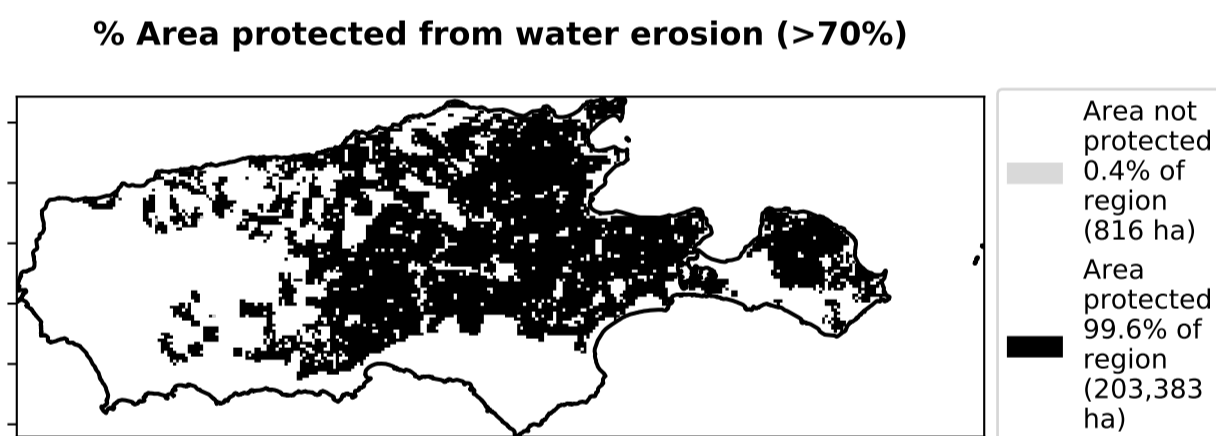 % Area protected from water erosion (>70%)
Area not
protected
0.4% of
region
(816 ha)
Area
protected
99.6% of
region
(203,383
ha)